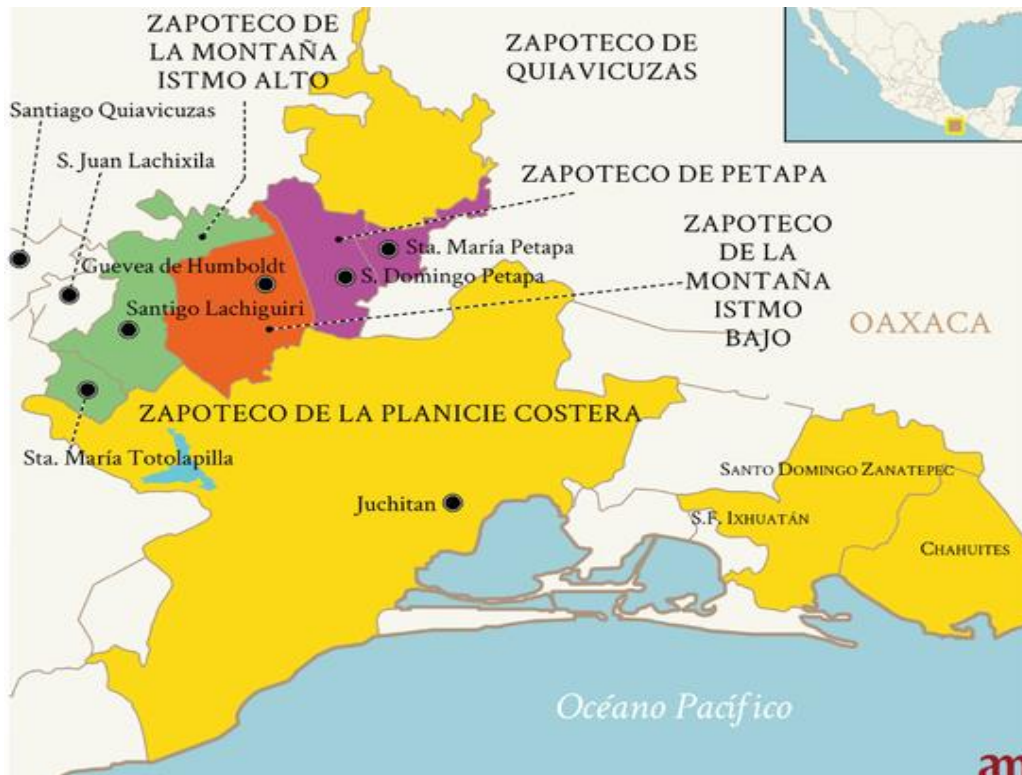 ZAPOTECO DE
LA MONTAÑA
ISTMO ALTO
ZAPOTECO DE
QUIAVICUZAS
Santiago Quiavicuzas
S. Juan Lachixila
ZAPOTECO DE PETAPA
ZAPOTECO
DE LA
MONTAÑA
ISTMO
BAJO
Sta. María Petapa
Guevea de Humboldt
S. Domingo Petapa
Santigo Lachiguiri
OAXACA
ZAPOTECO DE LA PLANICIE COSTERA
Sta. María Totolapilla
SANTO DOMINGO ZANATEPEC
Juchitan
S.F. IXHUATÁN
CHAHUITES
Océano Pacífico
am